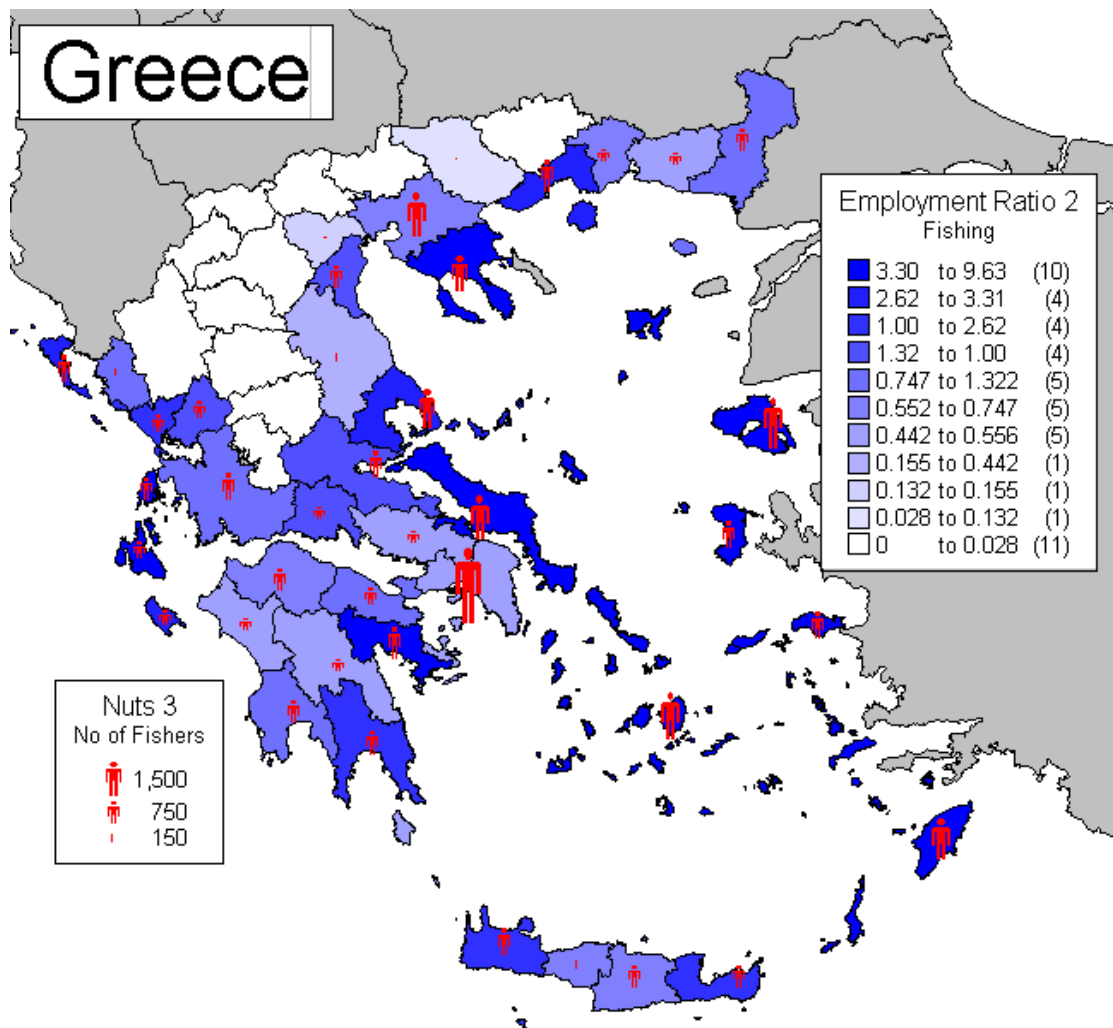 Greece
Employment Ratio 2
Fishing
3.30 to 9.63 (10)
2.62 to 3.31 (4)
1.00 to 2.62 (4)
1.32 to 1.00 (4)
0.747 to 1.322 (5)
0.552 to 0.747 (5)
0.442 to 0.556 (5)
0.155 to 0.442 (1)
0.132 to 0.155 (1)
0.028 to 0.132 (1)
0 to 0.028 (11)
Nuts 3
No of Fishers
1,500
750
150